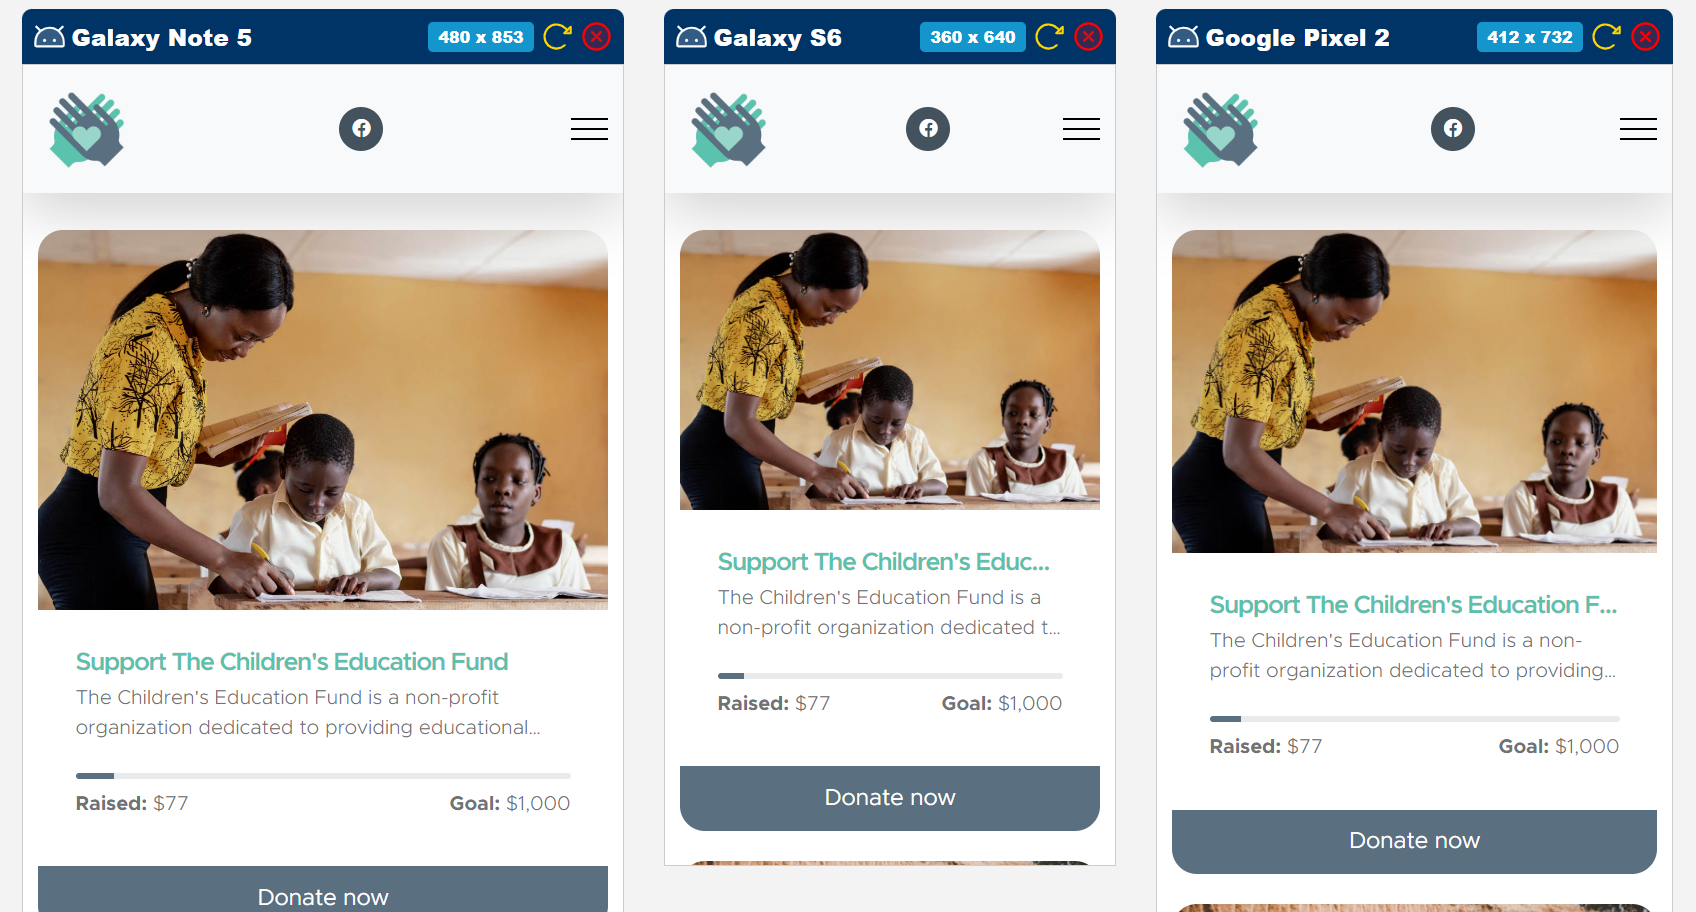 Galaxy Note 5
480 x 853
Support The Children's Education Fund
The Children's Education Fund is a non-profit
organization dedicated to providing educational...
Raised: $77
Goal: $1,000
Donate now
Galaxy S6
360 x 640
Support The Children's Educ...
The Children's Education Fund is a
non-profit organization dedicated t...
Raised: $77
Goal: $1,000
Donate now
Google Pixel 2
412 x 732
Support The Children's Education F...
The Children's Education Fund is a non-
profit organization dedicated to providing...
Raised: $77
Goal: $1,000
Donate now